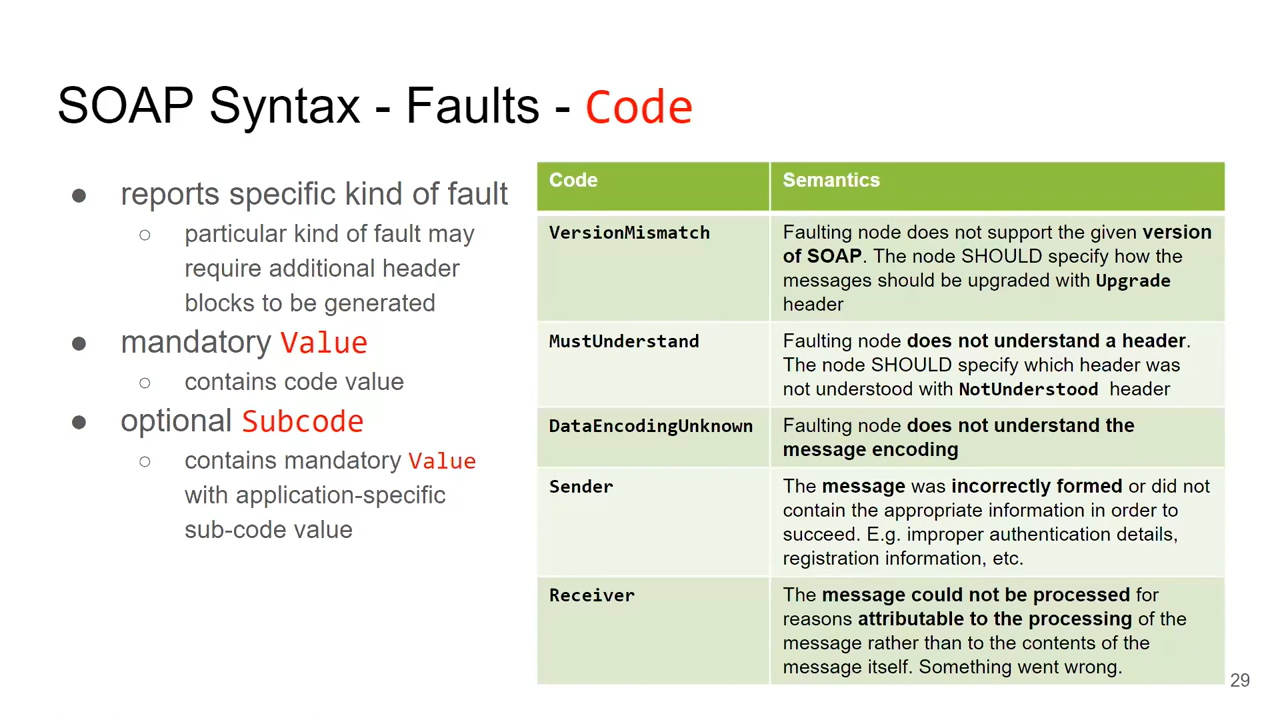 SOAP Syntax - Faults - Code
● reports specific kind of fault
○ particular kind of fault may
require additional header
blocks to be generated
● mandatory Value
○ contains code value
● optional Subcode
○ contains mandatory Value
with application-specific
sub-code value
Code Semantics
VersionMismatch Faulting node does not support the given version
of SOAP. The node SHOULD specify how the
messages should be upgraded with Upgrade
header
MustUnderstand Faulting node does not understand a header.
The node SHOULD specify which header was
not understood with NotUnderstood header
DataEncodingUnknown Faulting node does not understand the
message encoding
Sender The message was incorrectly formed or did not
contain the appropriate information in order to
succeed. E.g. improper authentication details,
registration information, etc.
Receiver The message could not be processed for
reasons attributable to the processing of the
message rather than to the contents of the
message itself. Something went wrong.
29